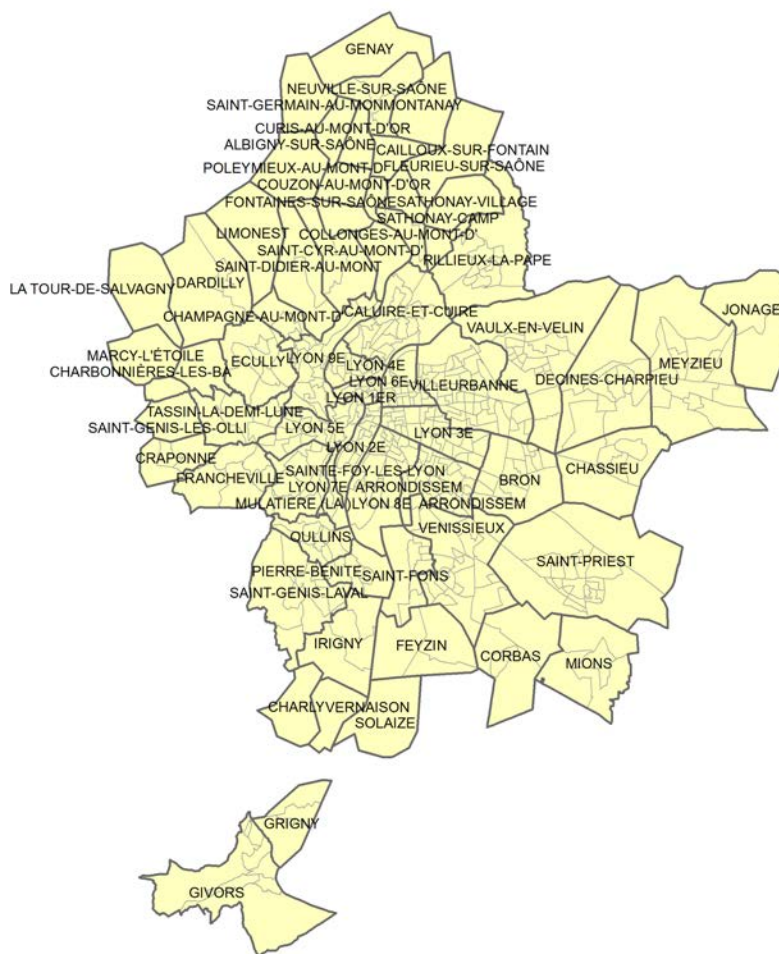 GENAY
NEUVILLE-SUR-SAÔNE
SAINT-GERMAIN-AU-MONMONTANAY
CURIS-AU-MONT-D'OR
ALBIGNY-SUR-SAÔNE
CAILLOUX-SUR-FONTAIN
POLEYMIEUX-AU-MONT-D'
FLEURIEU-SUR-SAÔNE
COUZON-AU-MONT-D'OR
FONTAINES-SUR-SAÔNE
SATHONAY-VILLAGE
SATHONAY-CAMP
LIMONEST
COLLONGES-AU-MONT-D'
SAINT-CYR-AU-MONT-D'
SAINT-DIDIER-AU-MONT
RILLIEUX-LA-PAPE
DARDILLY
LA TOUR-DE-SALVAGNY
CHAMPAGNE-AU-MONT-D'
CALUIRE-ET-CUIRE
JONAGE
VAULX-EN-VELIN
MARCY-L'ÉTOILE
ECULLY
LYON 9E
LYON 4E
MEYZIEU
CHARBONNIÈRES-LES-BA
LYON 6E
VILLEURBANNE
DECINES-CHARPIEU
LYON 1ER
TASSIN-LA-DEMI-LUNE
SAINT-GENIS-LES-OLLI
LYON 5E
LYON 3E
LYON 2E
CRAPONNE
FRANCHEVILLE
SAINTE-FOY-LES-LYON
BRON
CHASSIEU
LYON 7E ARRONDISSEM
MULATIERE (LA)
LYON 8E ARRONDISSEM
VENISSIEUX
OULLINS
SAINT-PRIEST
PIERRE-BENITE
SAINT-FONS
SAINT-GENIS-LAVAL
IRIGNY
FEYZIN
CORBAS
MIONS
CHARLY
VERNAISON
SOLAIZE
GRIGNY
GIVORS